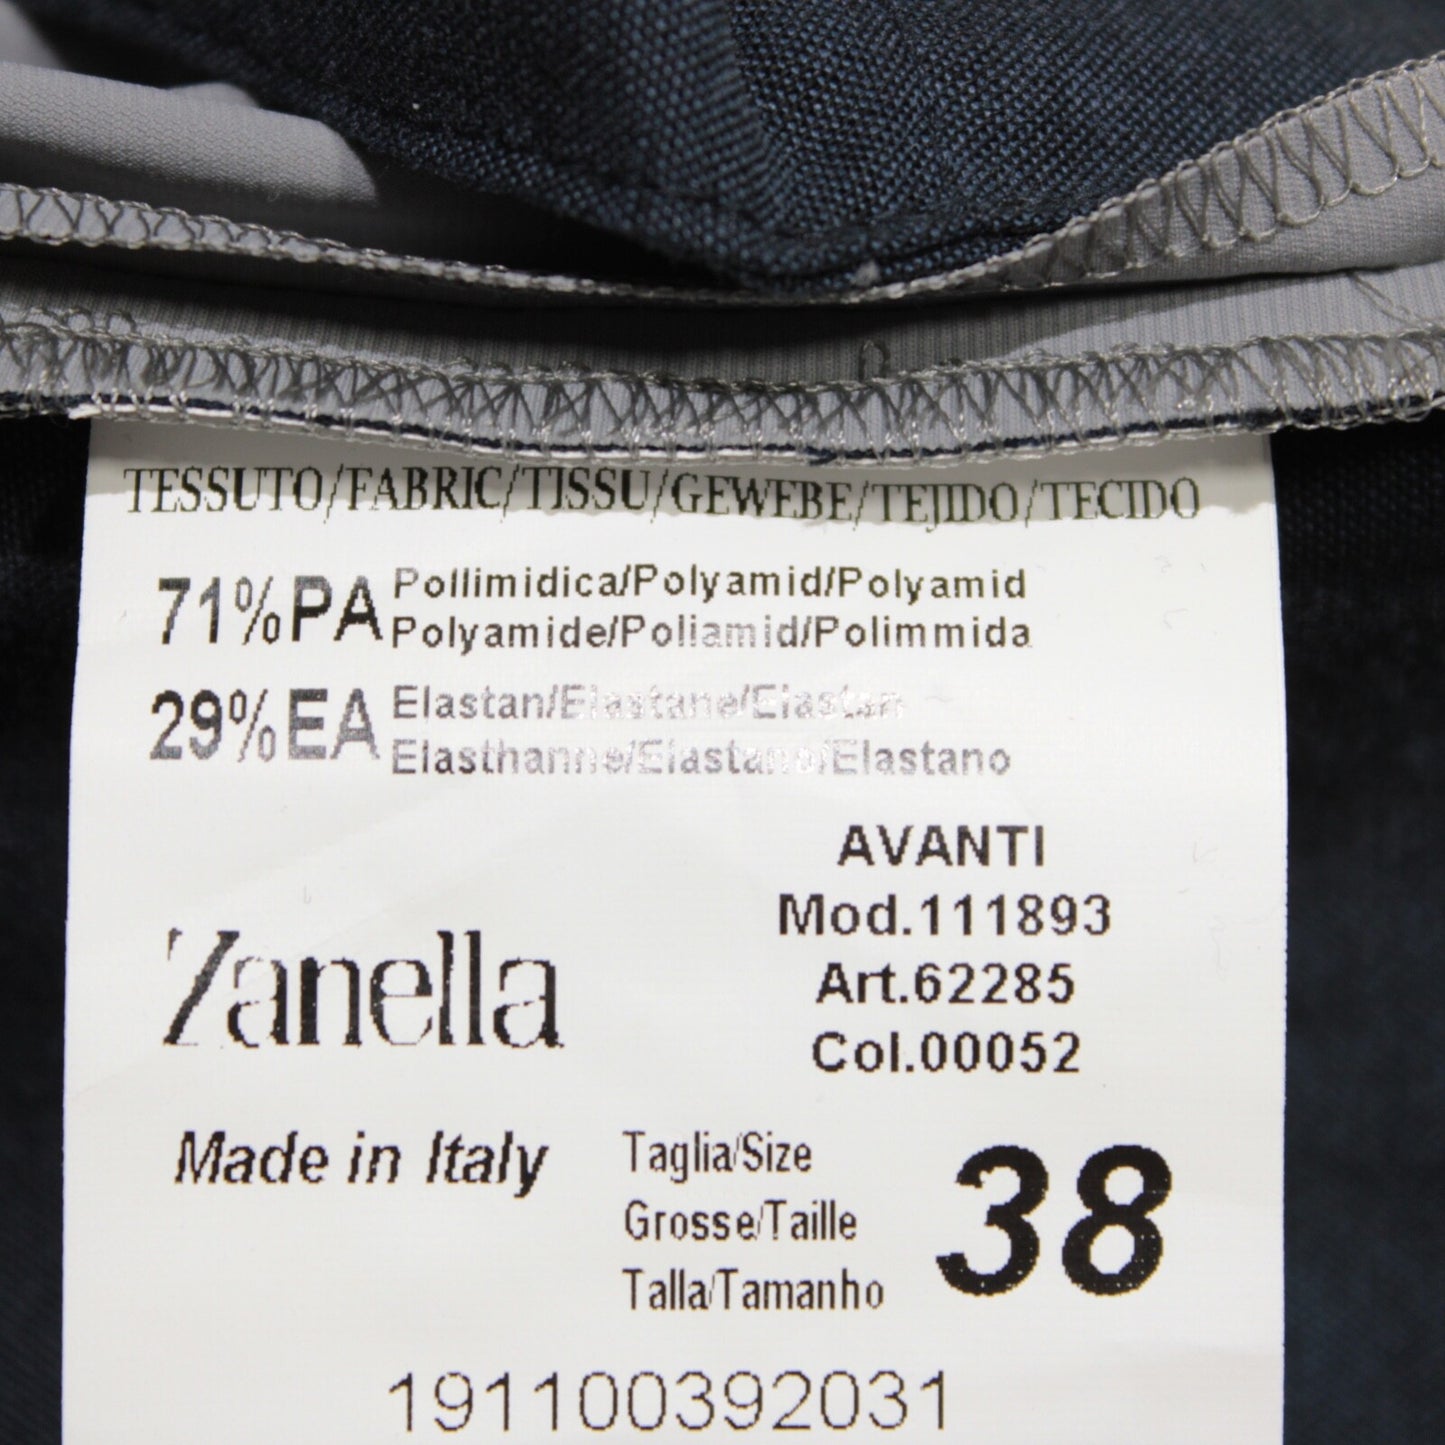 TESSUTO/FABRIC/TISSU/GEWEBE/TEJIDO/TECIDO
71%PA Pollimidica/Polyamid/Polyamid
Polyamide/Poliamid/Polimmida
29%EA Elastan/Elastane/Elastan
Elasthanne/Elastano/Elastano
AVANTI
Mod.111893
Art.62285
Col.00052
Zanella
Made in Italy
Taglia/Size
Grosse/Taille
Talla/Tamanho
38
191100392031